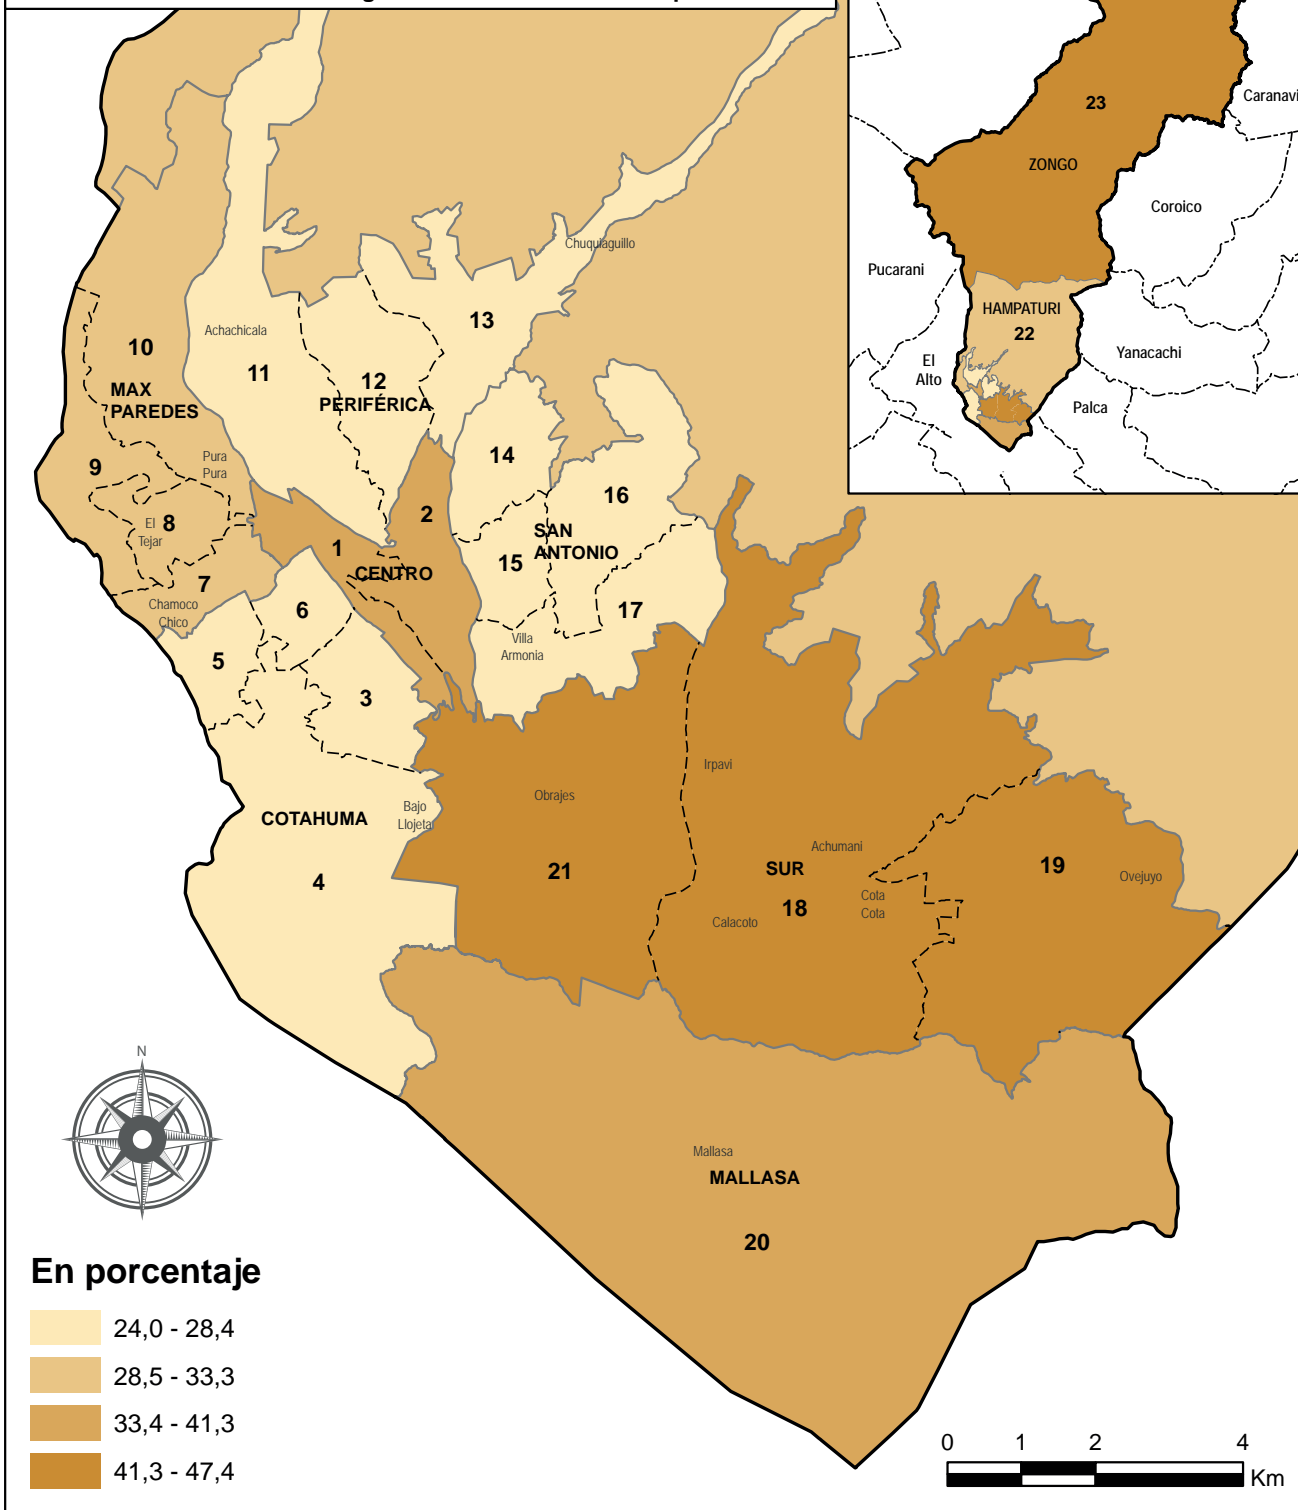 23
Caranavi
ZONGO
Coroico
Pucarani
HAMPATURI
22
El
Alto
Yanacachi
Palca
Chuquiaguillo
13
Achachicala
10
11
12
MAX
PAREDES
PERIFÉRICA
9
Pura
Pura
14
16
2
El
Tejar
8
SAN
ANTONIO
1
15
CENTRO
7
Chamoco
Chico
6
17
Villa
Armonia
5
3
Irpavi
Obrajes
Bajo
Llojeta
COTAHUMA
Achumani
SUR
19
21
4
Ovejuyo
Cota
Cota
18
Calacoto
N
Mallasa
MALLASA
20
En porcentaje
24,0 - 28,4
28,5 - 33,3
33,4 - 41,3
41,3 - 47,4
0 1 2 4
Km